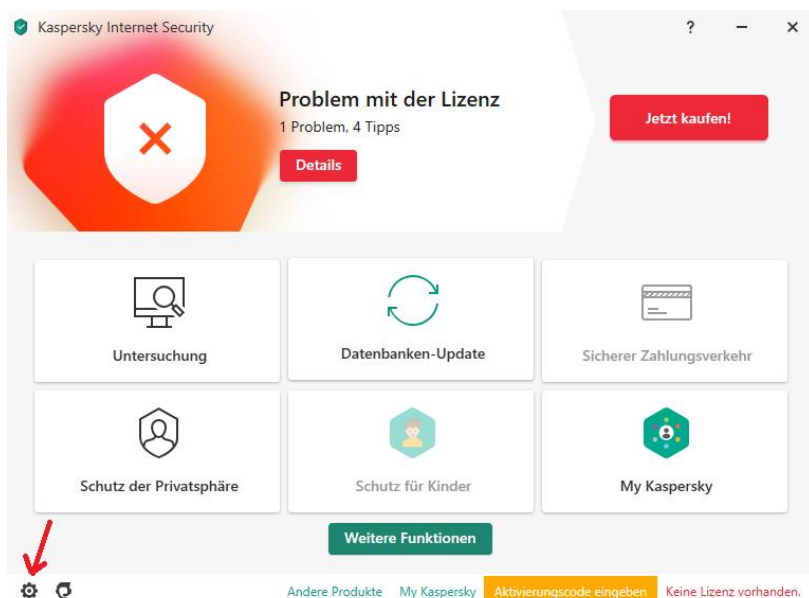 Kaspersky Internet Security
?
Problem mit der Lizenz
1 Problem, 4 Tipps
Details
Jetzt kaufen!
Untersuchung
Datenbanken-Update
Sicherer Zahlungsverkehr
Schutz der Privatsphäre
Schutz für Kinder
My Kaspersky
Weitere Funktionen
Andere Produkte My Kaspersky Aktivierungscode eingeben Keine Lizenz vorhanden.